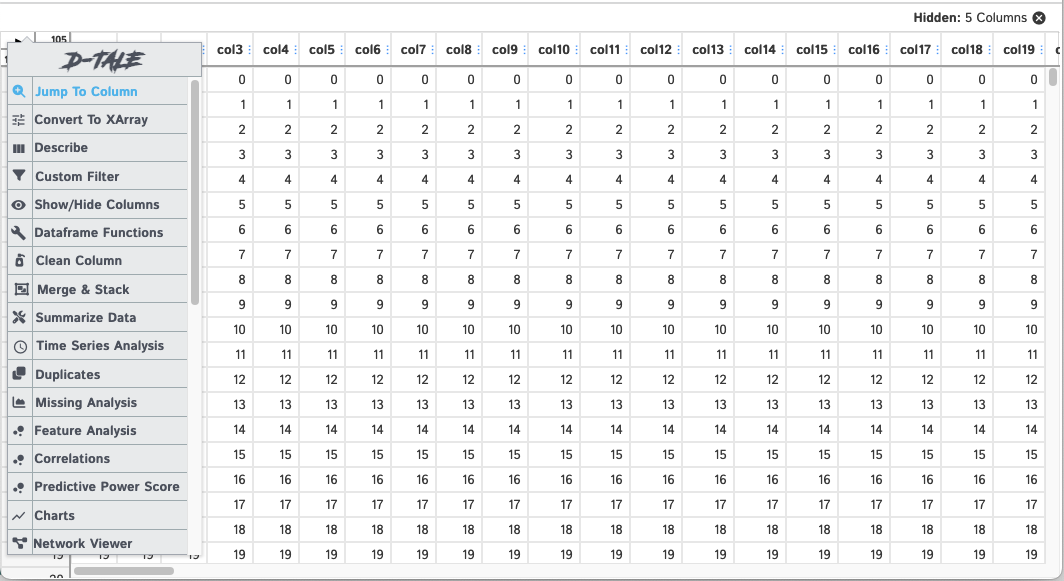 Hidden: 5 Columns
105
col3 col4 col5 col6 col7 col8 col9 col10 col11 col12 col13 col14 col15 col16 col17 col18 col19
D-TALE
0 0 0 0 0 0 0 0 0 0 0 0 0 0 0 0 0
Jump To Column
1 1 1 1 1 1 1 1 1 1 1 1 1 1 1 1 1
Convert To XArray
2 2 2 2 2 2 2 2 2 2 2 2 2 2 2 2 2
Describe
3 3 3 3 3 3 3 3 3 3 3 3 3 3 3 3 3
Custom Filter
4 4 4 4 4 4 4 4 4 4 4 4 4 4 4 4 4
Show/Hide Columns
5 5 5 5 5 5 5 5 5 5 5 5 5 5 5 5 5
Dataframe Functions
6 6 6 6 6 6 6 6 6 6 6 6 6 6 6 6 6
Clean Column
7 7 7 7 7 7 7 7 7 7 7 7 7 7 7 7 7
Merge & Stack
8 8 8 8 8 8 8 8 8 8 8 8 8 8 8 8 8
Summarize Data
9 9 9 9 9 9 9 9 9 9 9 9 9 9 9 9 9
10 10 10 10 10 10 10 10 10 10 10 10 10 10 10 10 10
Time Series Analysis
11 11 11 11 11 11 11 11 11 11 11 11 11 11 11 11 11
Duplicates
12 12 12 12 12 12 12 12 12 12 12 12 12 12 12 12 12
Missing Analysis
13 13 13 13 13 13 13 13 13 13 13 13 13 13 13 13 13
Feature Analysis
14 14 14 14 14 14 14 14 14 14 14 14 14 14 14 14 14
Correlations
15 15 15 15 15 15 15 15 15 15 15 15 15 15 15 15 15
Predictive Power Score
16 16 16 16 16 16 16 16 16 16 16 16 16 16 16 16 16
Charts
17 17 17 17 17 17 17 17 17 17 17 17 17 17 17 17 17
Network Viewer
18 18 18 18 18 18 18 18 18 18 18 18 18 18 18 18 18
19 19 19 19 19 19 19 19 19 19 19 19 19 19 19 19 19 19 19 19 19
20